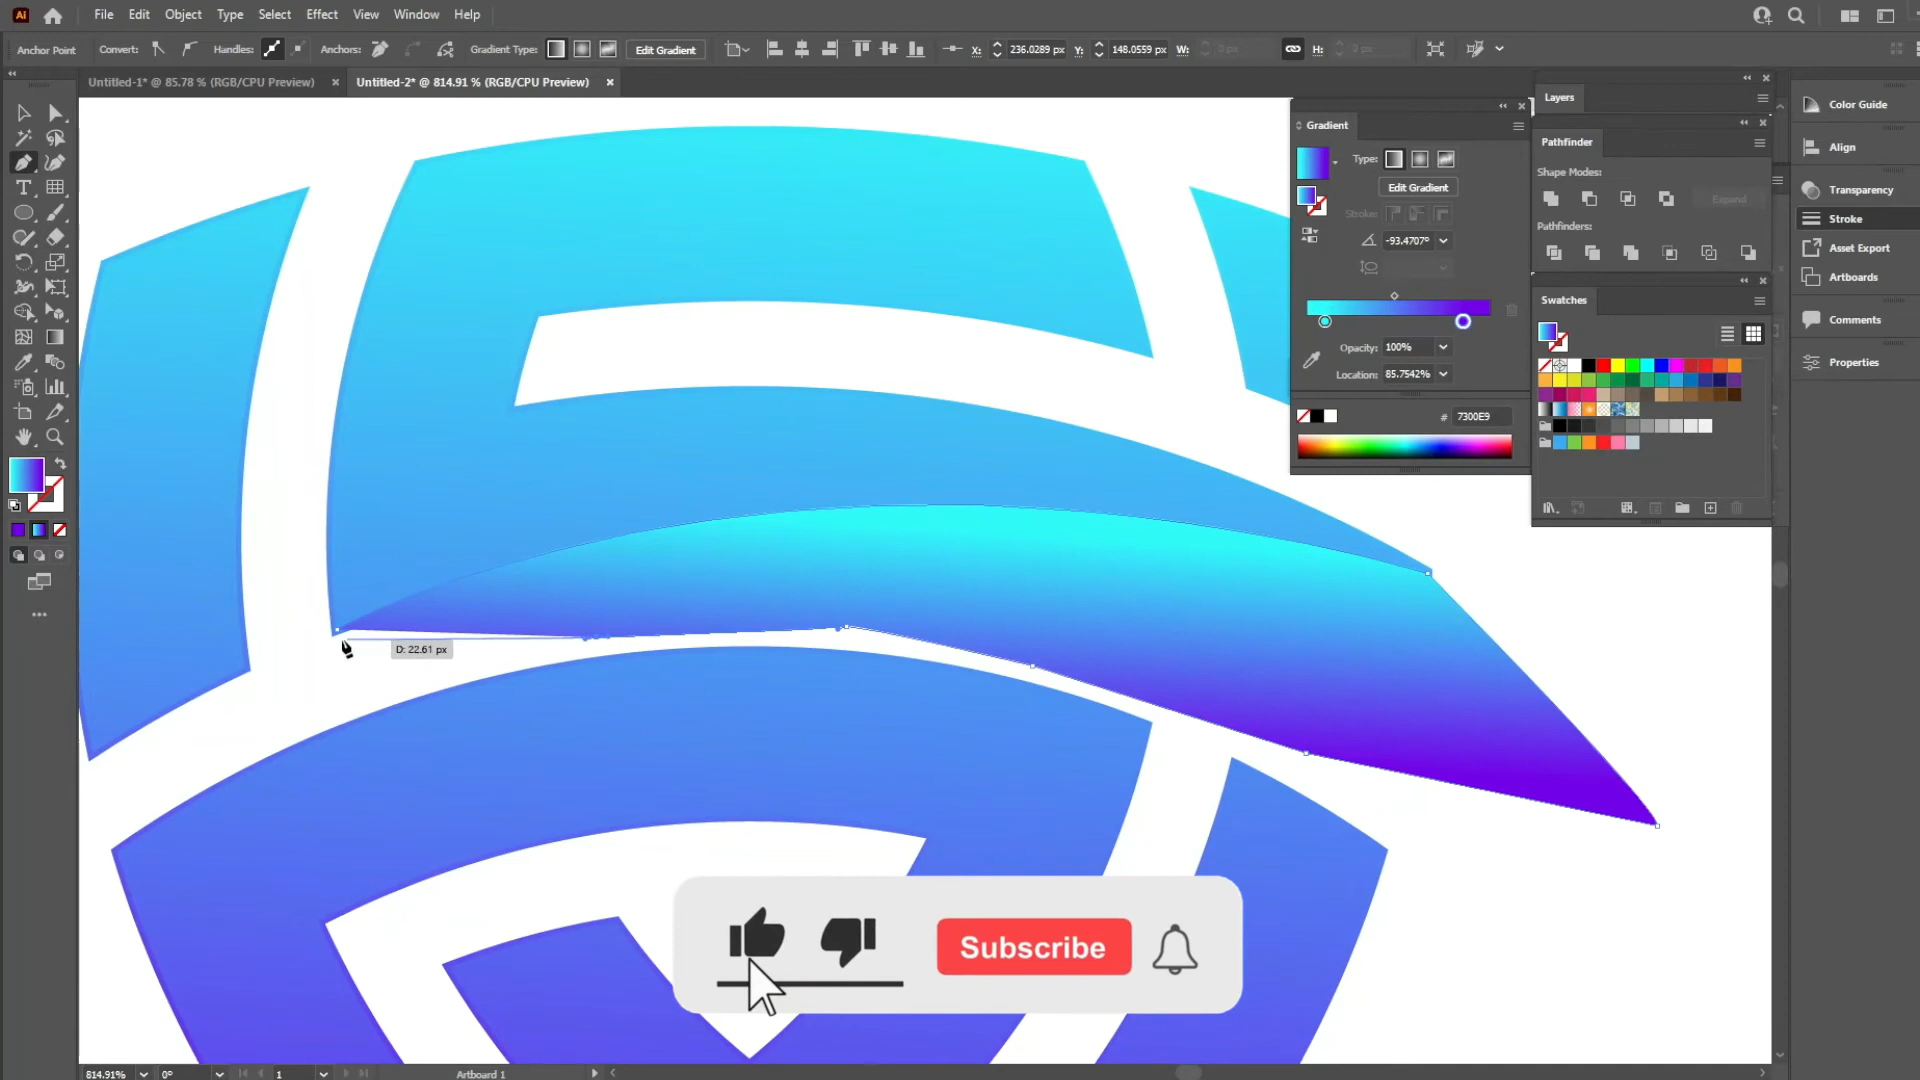 Ai File Edit Object Type Select Effect View Window Help
Anchor Point Convert: Handles: Anchors: Gradient Type: Edit Gradient X: 236.0289 px Y: 148.0559 px W: 0 px H: 0 px
Untitled-1* @ 85.78 % (RGB/CPU Preview) × Untitled-2* @ 814.91 % (RGB/CPU Preview) ×
Gradient
Type:
Edit Gradient
Stroke:
-93.4707°
Opacity: 100%
Location: 85.7542%
# 7300E9
Layers
Pathfinder
Shape Modes:
Expand
Pathfinders:
Swatches
Color Guide
Align
Transparency
Stroke
Asset Export
Artboards
Comments
Properties
D: 22.61 px
Subscribe
814.91% 0° 1 Artboard 1